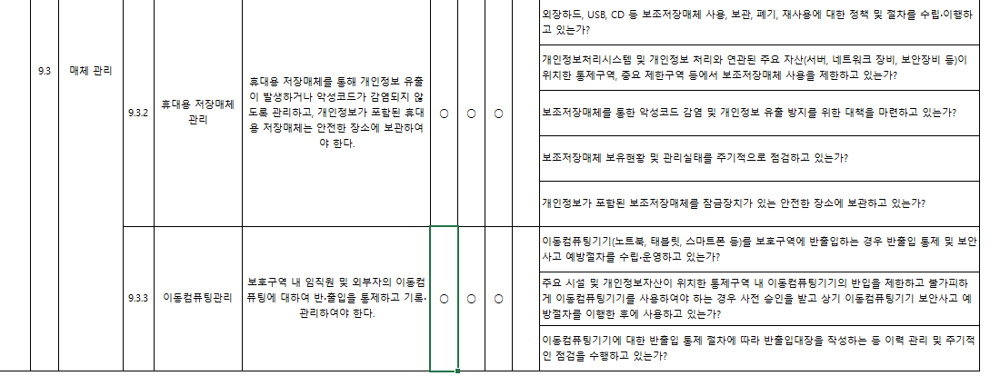 9.3
매체 관리
9.3.2
휴대용 저장매체
관리
휴대용 저장매체를 통해 개인정보 유출
이 발생하거나 악성코드가 감염되지 않
도록 관리하고, 개인정보가 포함된 휴대
용 저장매체는 안전한 장소에 보관하여
야 한다.
○ ○ ○
외장하드, USB, CD 등 보조저장매체 사용, 보관, 폐기, 재사용에 대한 정책 및 절차를 수립·이행하
고 있는가?
개인정보처리시스템 및 개인정보 처리와 연관된 주요 자산(서버, 네트워크 장비, 보안장비 등)이
위치한 통제구역, 중요 제한구역 등에서 보조저장매체 사용을 제한하고 있는가?
보조저장매체를 통한 악성코드 감염 및 개인정보 유출 방지를 위한 대책을 마련하고 있는가?
보조저장매체 보유현황 및 관리실태를 주기적으로 점검하고 있는가?
개인정보가 포함된 보조저장매체를 잠금장치가 있는 안전한 장소에 보관하고 있는가?
9.3.3
이동컴퓨팅관리
보호구역 내 임직원 및 외부자의 이동컴
퓨팅에 대하여 반·출입을 통제하고 기록·
관리하여야 한다.
○ ○ ○
이동컴퓨팅기기(노트북, 태블릿, 스마트폰 등)를 보호구역에 반출입하는 경우 반출입 통제 및 보안
사고 예방절차를 수립·운영하고 있는가?
주요 시설 및 개인정보자산이 위치한 통제구역 내 이동컴퓨팅기기의 반입을 제한하고 불가피하
게 이동컴퓨팅기기를 사용하여야 하는 경우 사전 승인을 받고 상기 이동컴퓨팅기기 보안사고 예
방절차를 이행한 후에 사용하고 있는가?
이동컴퓨팅기기에 대한 반출입 통제 절차에 따라 반출입대장을 작성하는 등 이력 관리 및 주기적
인 점검을 수행하고 있는가?